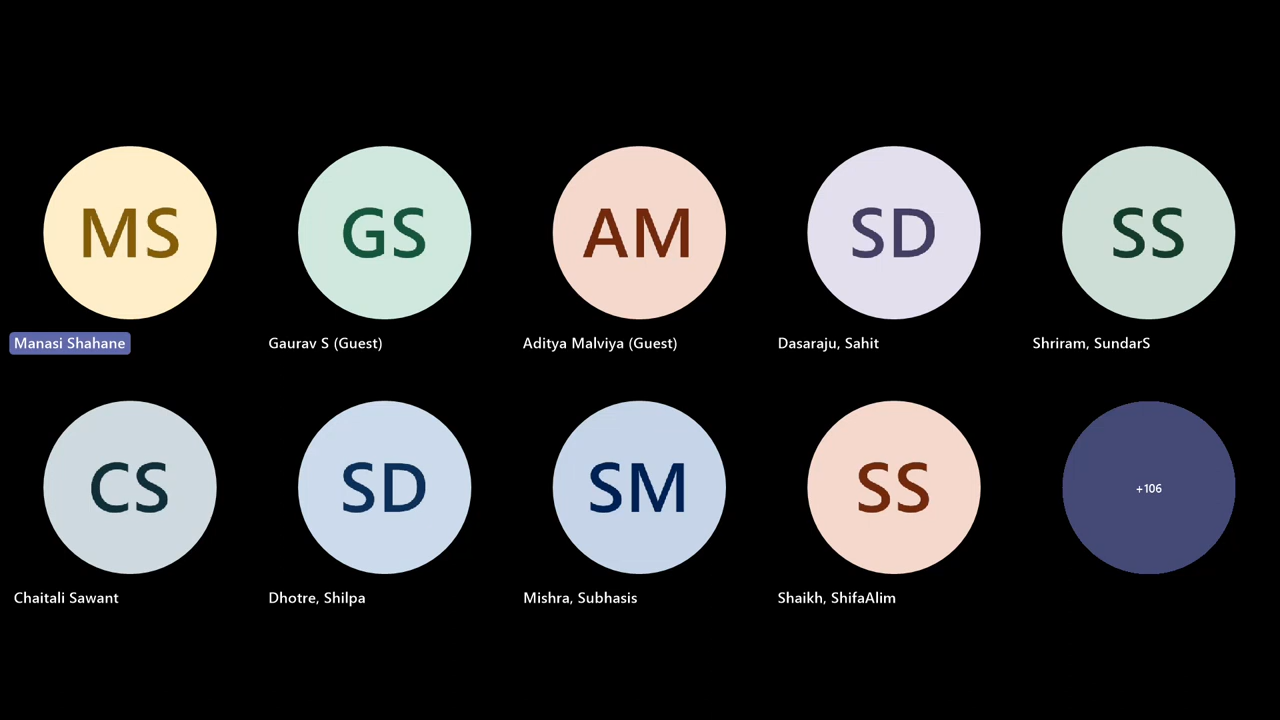 MS
GS
AM
SD
SS
Manasi Shahane
Gaurav S (Guest)
Aditya Malviya (Guest)
Dasaraju, Sahit
Shriram, SundarS
CS
SD
SM
SS
+106
Chaitali Sawant
Dhotre, Shilpa
Mishra, Subhasis
Shaikh, ShifaAlim